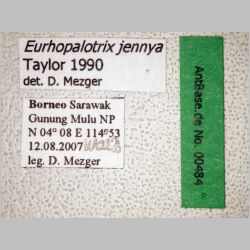 Eurhopalotrix jennya
Taylor 1990
det. D. Mezger
Borneo Sarawak
Gunung Mulu NP
N 04° 08 E 114°53
12.08.2007
leg. D. Mezger
AntBase.de No. 00484